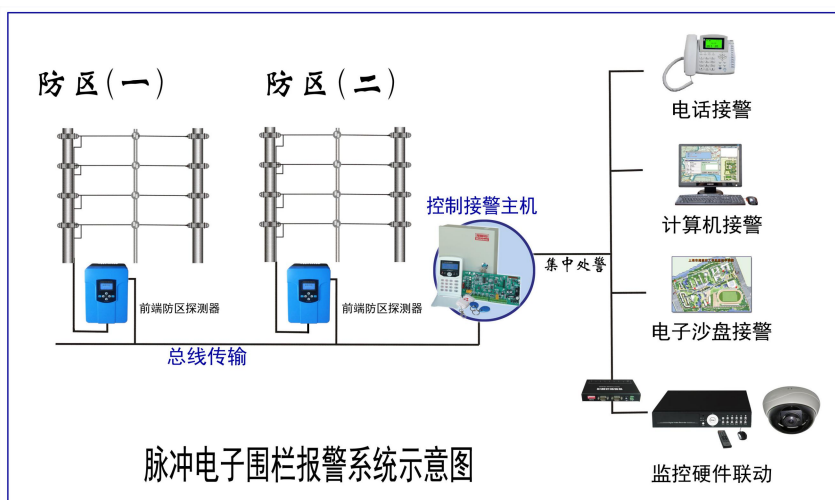 防区(一)
防区(二)
电话接警
控制接警主机
计算机接警
集中处警
前端防区探测器
前端防区探测器
电子沙盘接警
总线传输
脉冲电子围栏报警系统示意图
监控硬件联动